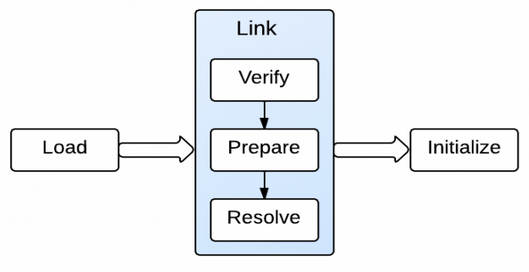 Link
Verify
Load
Prepare
Initialize
Resolve